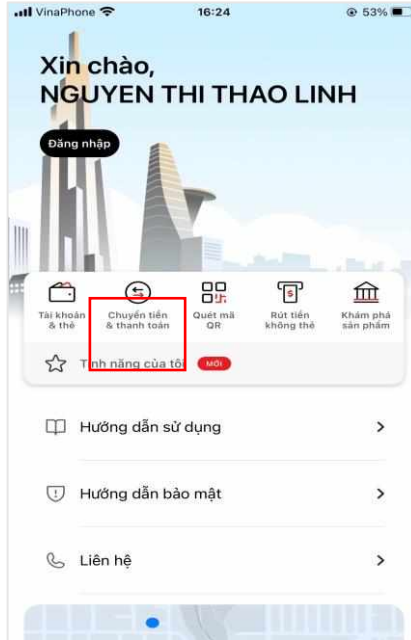 VinaPhone 16:24 53%
Xin chào,
NGUYEN THI THAO LINH
Đăng nhập
Tài khoản
& thẻ
Chuyển tiền
& thanh toán
Quét mã
QR
Rút tiền
không thẻ
Khám phá
sản phẩm
Tính năng của tôi MỚI
Hướng dẫn sử dụng
Hướng dẫn bảo mật
Liên hệ